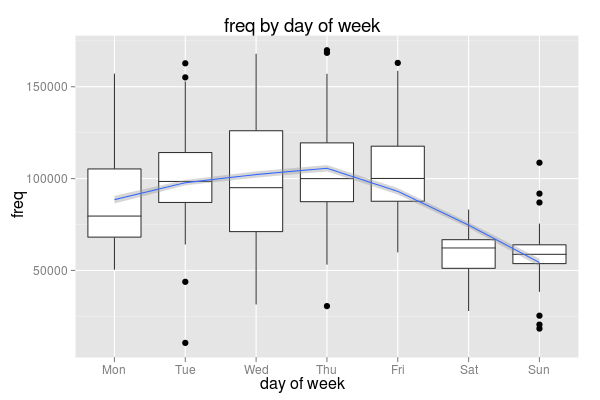 freq by day of week
150000
100000
50000
freq
Mon Tue Wed Thu Fri Sat Sun
day of week